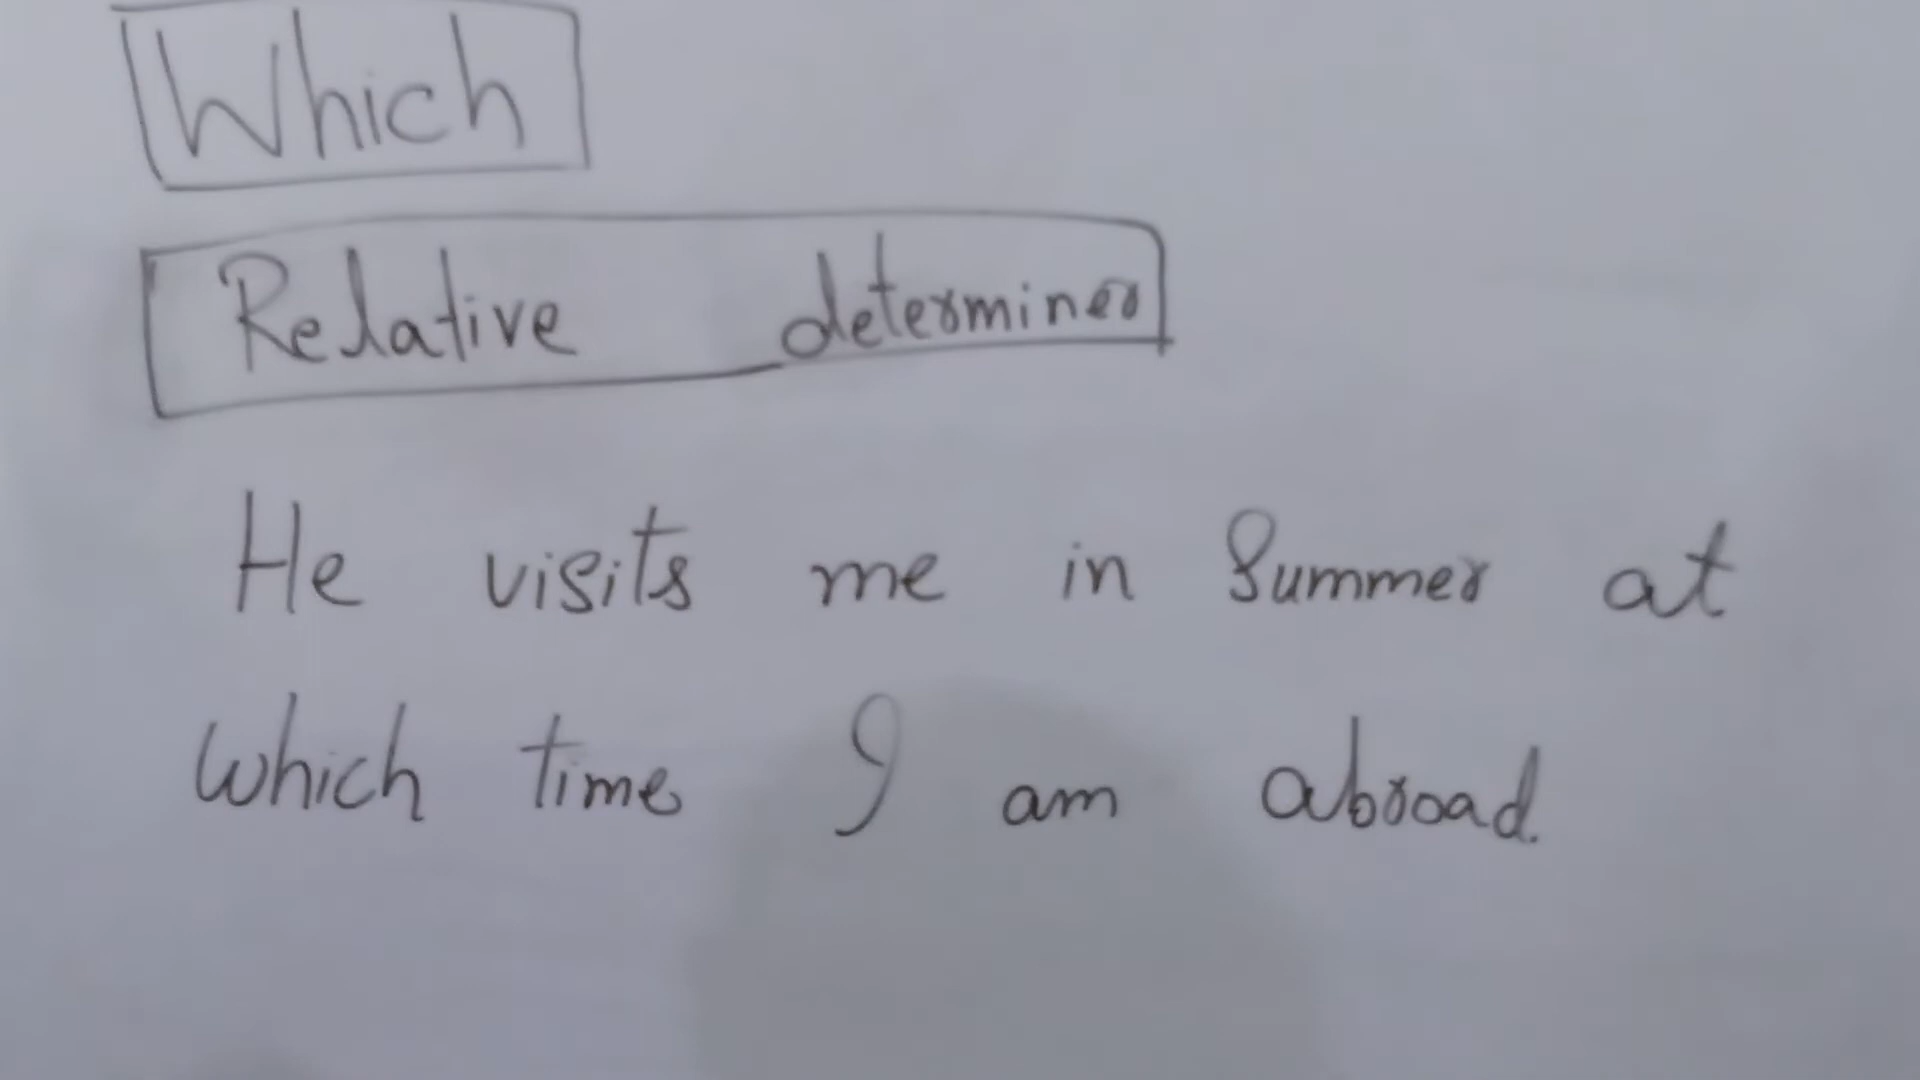 Which
Relative determiner
He visits me in Summer at
which time I am abroad.